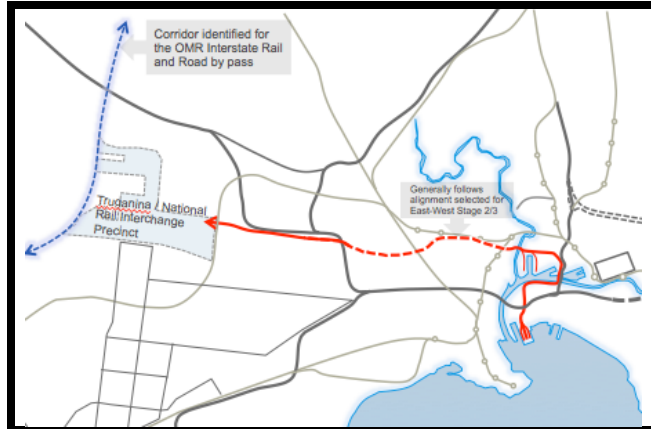 Corridor identified for
the OMR Interstate Rail
and Road by pass
Generally follows
alignment selected for
East-West Stage 2/3
Truganina National
Rail Interchange
Precinct